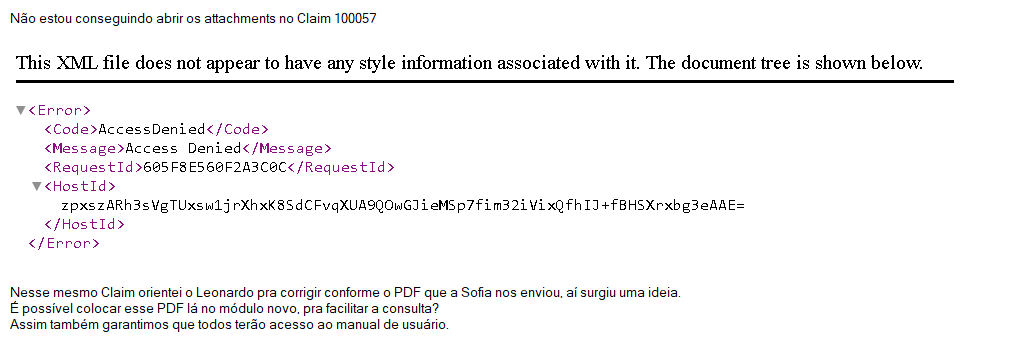 Não estou conseguindo abrir os attachments no Claim 100057
This XML file does not appear to have any style information associated with it. The document tree is shown below.
▼<Error>
<Code>AccessDenied</Code>
<Message>Access Denied</Message>
<RequestId>605F8E560F2A3C0C</RequestId>
▼<HostId>
zpxszARh3sVgTUxsw1jrXhxK8SdCFvqXUA9QOwGJieMSp7fim32iVixQfhIJ+fBHSXrxbg3eAAE=
</HostId>
</Error>
Nesse mesmo Claim orientei o Leonardo pra corrigir conforme o PDF que a Sofia nos enviou, aí surgiu uma ideia.
É possível colocar esse PDF lá no módulo novo, pra facilitar a consulta?
Assim também garantimos que todos terão acesso ao manual de usuário.